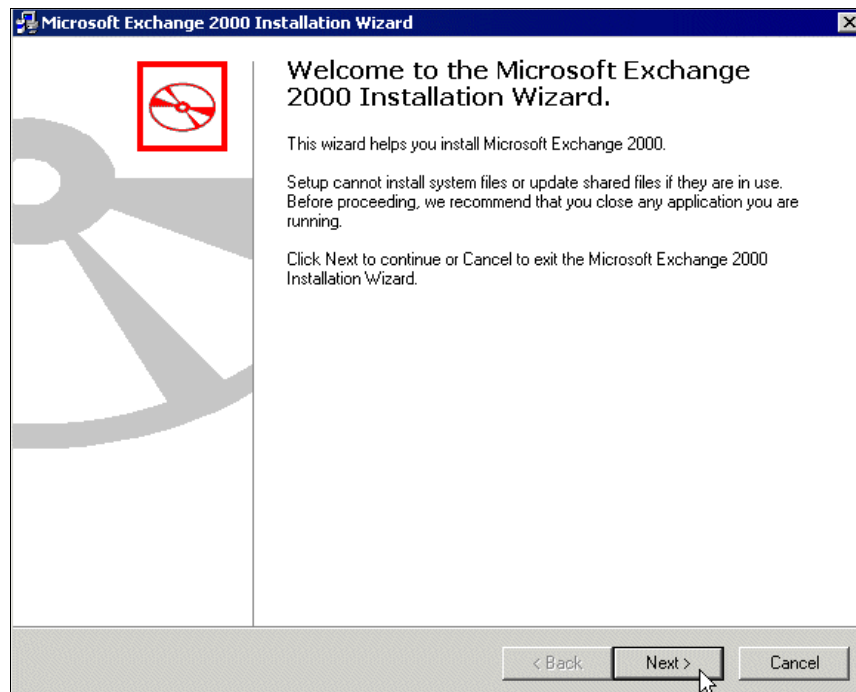 Microsoft Exchange 2000 Installation Wizard
Welcome to the Microsoft Exchange
2000 Installation Wizard.
This wizard helps you install Microsoft Exchange 2000.
Setup cannot install system files or update shared files if they are in use.
Before proceeding, we recommend that you close any application you are
running.
Click Next to continue or Cancel to exit the Microsoft Exchange 2000
Installation Wizard.
< Back
Next >
Cancel